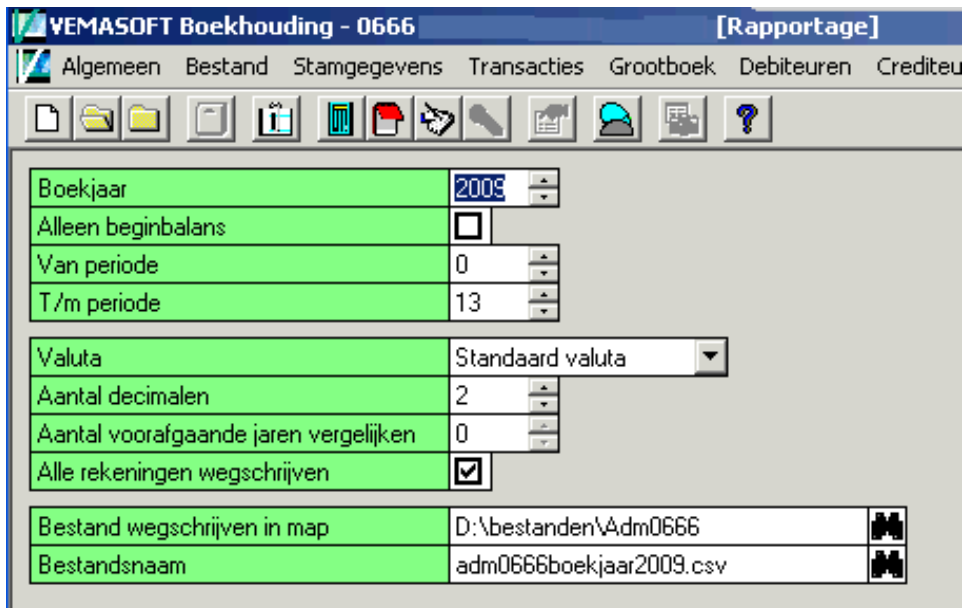 VEMASOFT Boekhouding - 0666 [Rapportage]
Algemeen Bestand Stamgegevens Transacties Grootboek Debiteuren Crediteu
Boekjaar 2009
Alleen beginbalans
Van periode 0
T/m periode 13
Valuta Standaard valuta
Aantal decimalen 2
Aantal voorafgaande jaren vergelijken 0
Alle rekeningen wegschrijven
Bestand wegschrijven in map D:\bestanden\Adm0666
Bestandsnaam adm0666boekjaar2009.csv